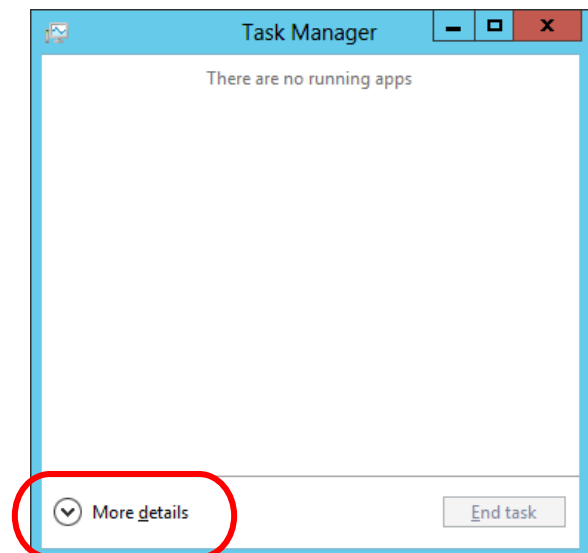 Task Manager
There are no running apps
More details
End task